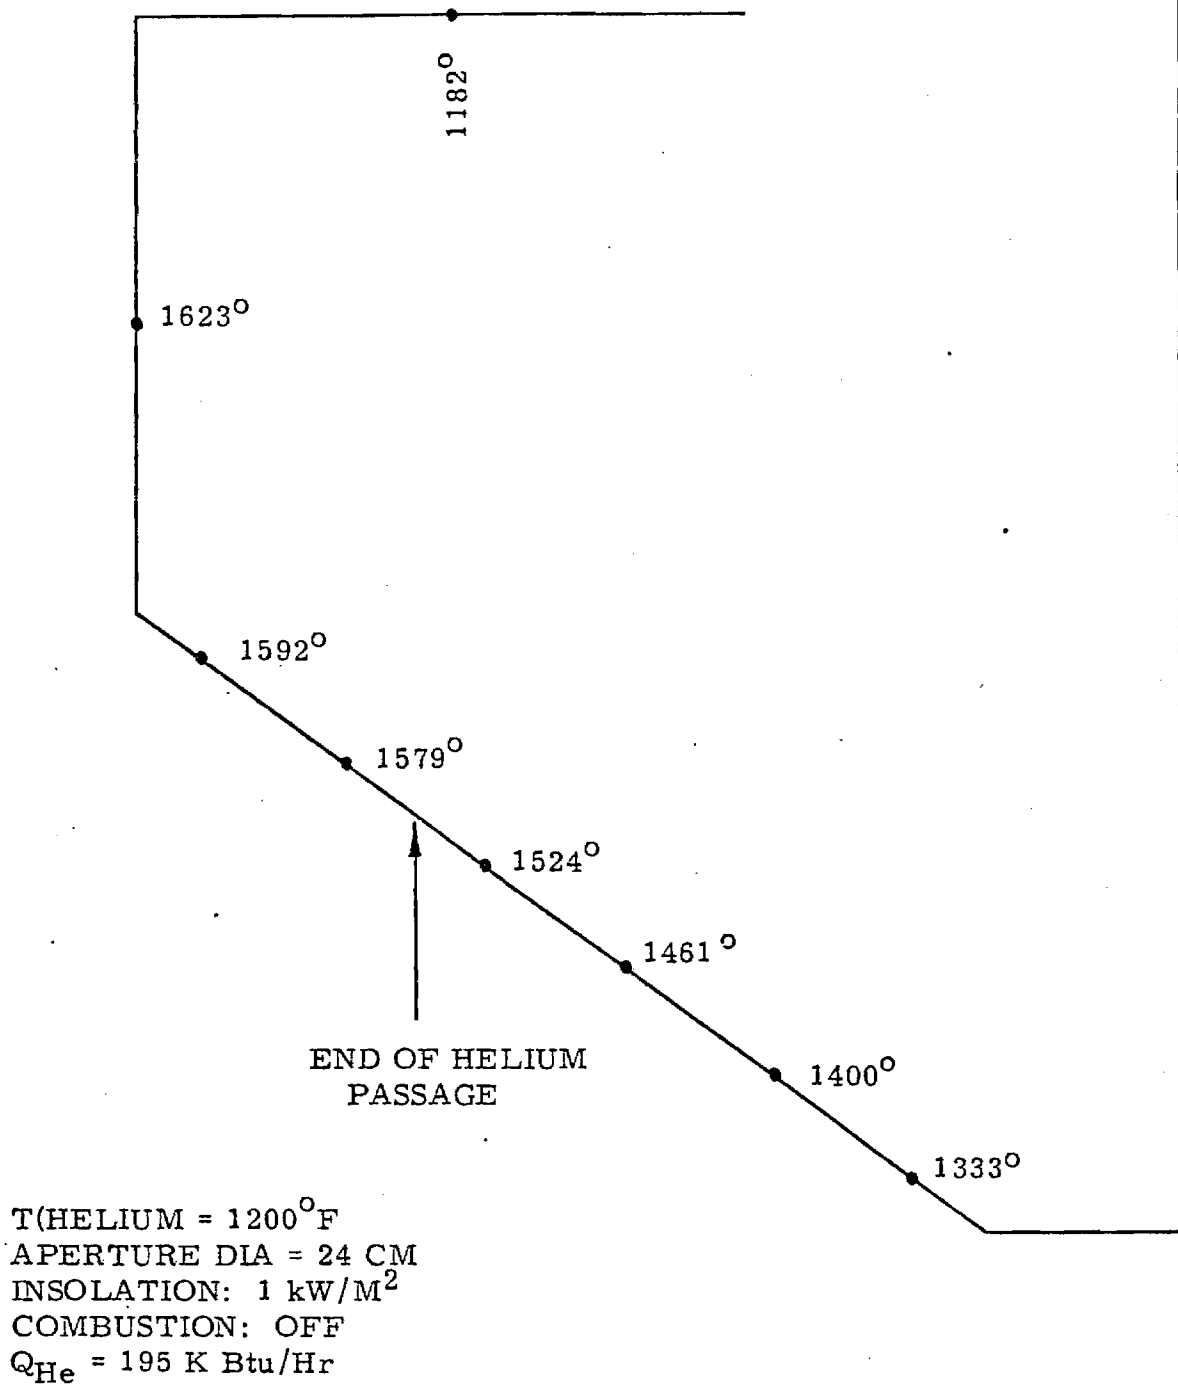 1182°
1623°
1592°
1579°
1524°
1461°
1400°
1333°
END OF HELIUM
PASSAGE
T(HELIUM = 1200°F
APERTURE DIA = 24 CM
INSOLATION: 1 kW/M²
COMBUSTION: OFF
QHe = 195 K Btu/Hr